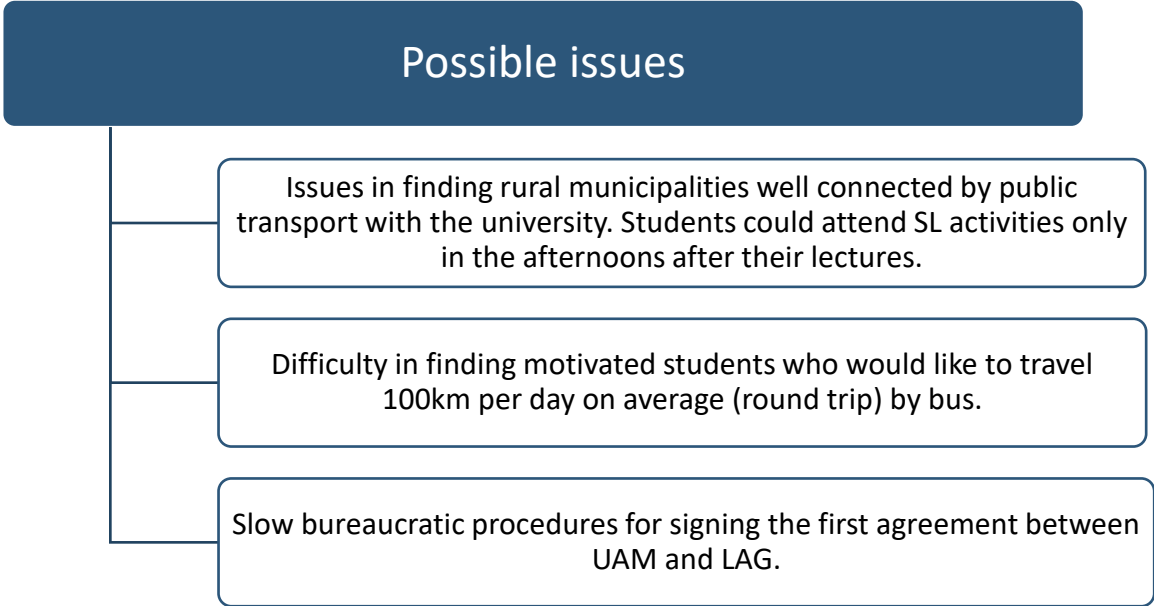 Possible issues
Issues in finding rural municipalities well connected by public
transport with the university. Students could attend SL activities only
in the afternoons after their lectures.
Difficulty in finding motivated students who would like to travel
100km per day on average (round trip) by bus.
Slow bureaucratic procedures for signing the first agreement between
UAM and LAG.